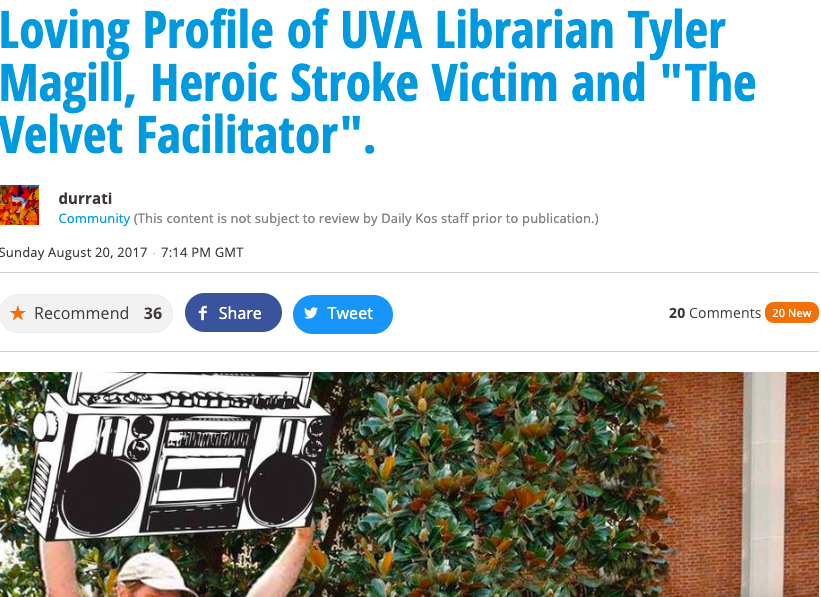 Loving Profile of UVA Librarian Tyler
Magill, Heroic Stroke Victim and "The
Velvet Facilitator".
durrati
Community (This content is not subject to review by Daily Kos staff prior to publication.)
Sunday August 20, 2017 · 7:14 PM GMT
Recommend 36
Share
Tweet
20 Comments 20 New